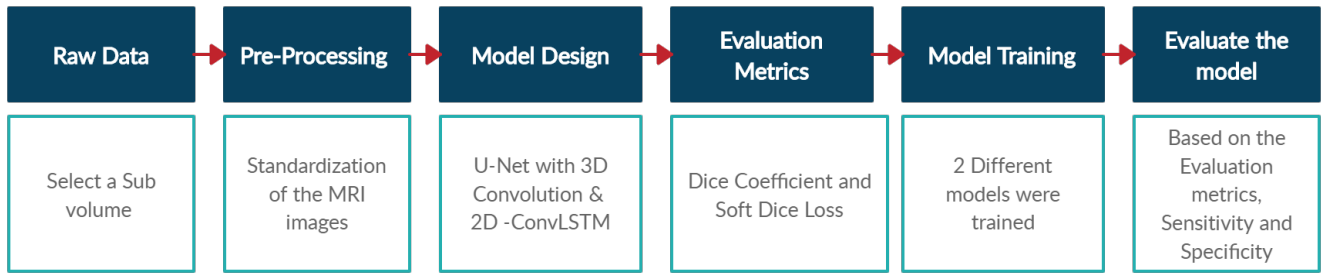 Raw Data
Pre-Processing
Model Design
Evaluation
Metrics
Model Training
Evaluate the
model
Select a Sub
volume
Standardization
of the MRI
images
U-Net with 3D
Convolution &
2D -ConvLSTM
Dice Coefficient and
Soft Dice Loss
2 Different
models were
trained
Based on the
Evaluation
metrics,
Sensitivity and
Specificity